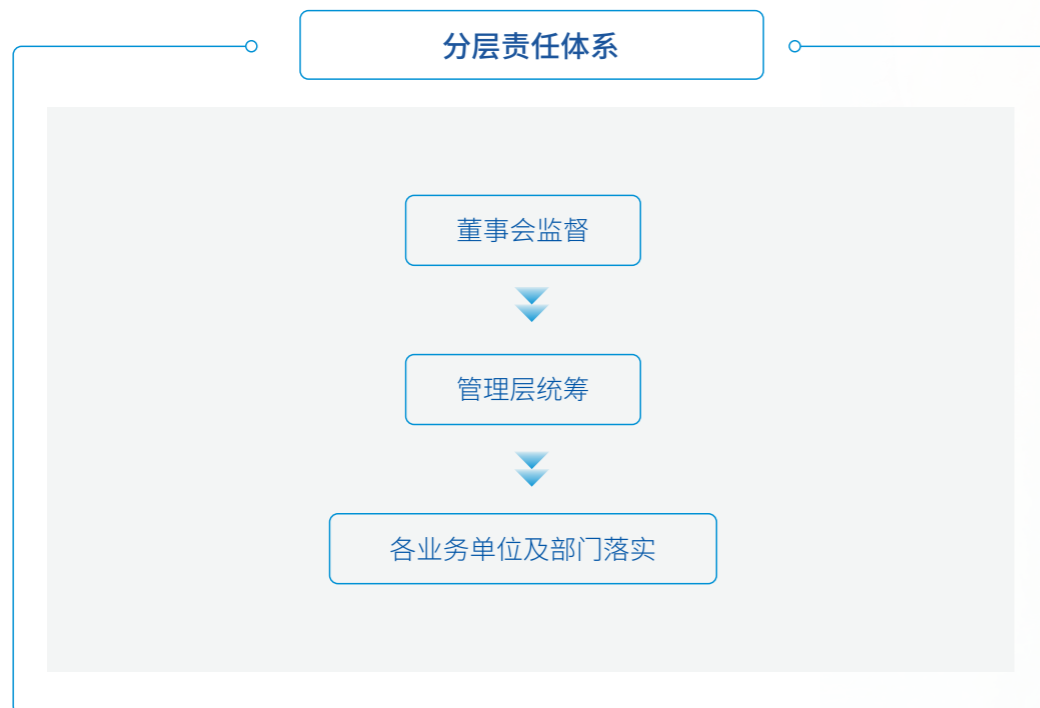 分层责任体系
董事会监督
管理层统筹
各业务单位及部门落实